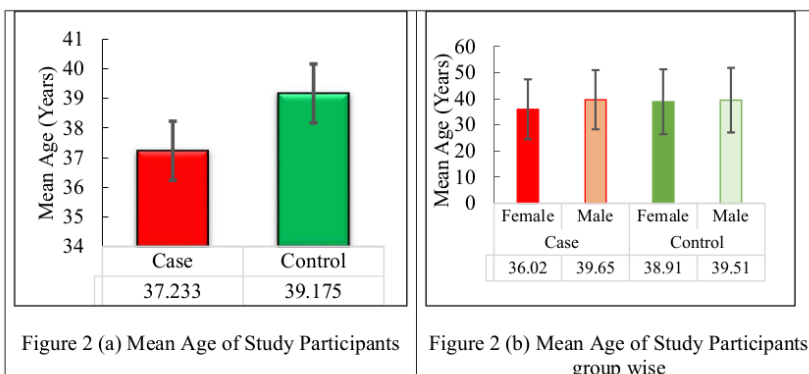 Mean Age (Years)
41
40
39
38
37
36
35
34
Case Control
37.233 39.175
Figure 2 (a) Mean Age of Study Participants
Mean Age (Years)
60
50
40
30
20
10
0
Female Male Female Male
Case Control
36.02 39.65 38.91 39.51
Figure 2 (b) Mean Age of Study Participants
group wise